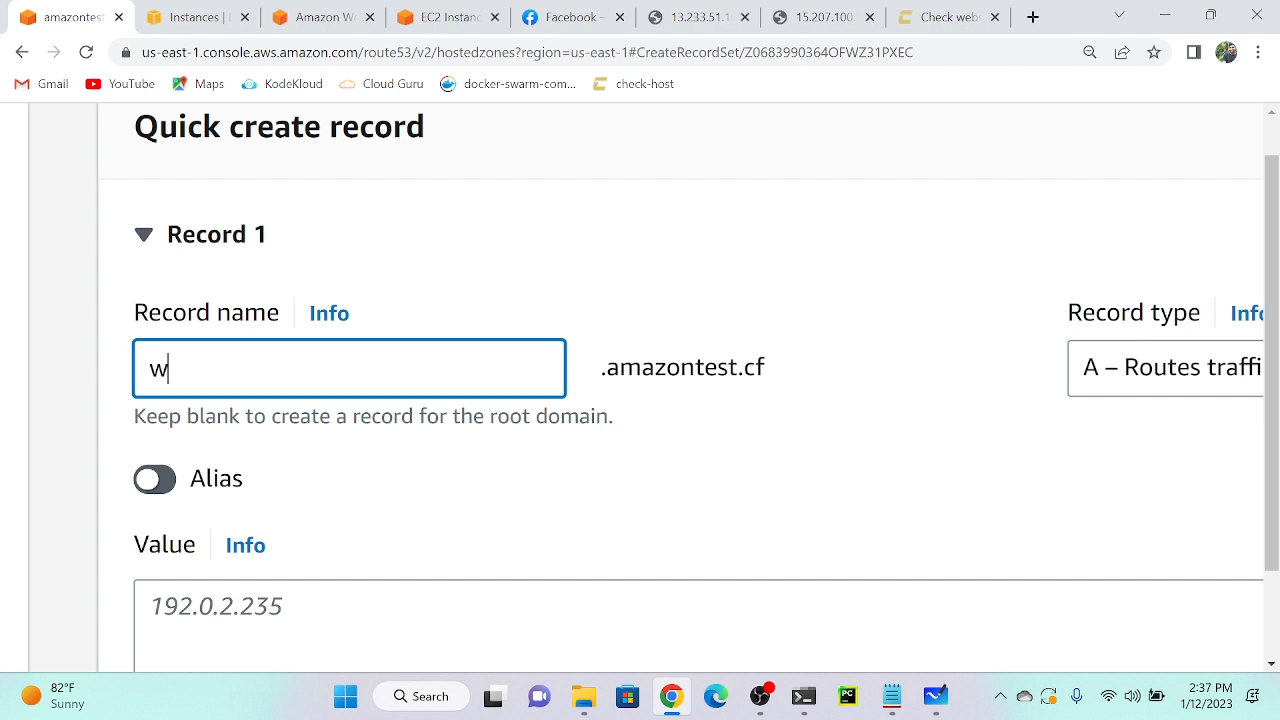 amazontest
Instances |
Amazon W
EC2 Instanc
Facebook –
13.233.51.1
Check webs
us-east-1.console.aws.amazon.com/route53/v2/hostedzones?region=us-east-1#CreateRecordSet/Z0683990364OFWZ31PXEC
Gmail
YouTube
Maps
KodeKloud
Cloud Guru
docker-swarm-com...
check-host
Quick create record
Record 1
Record name
Info
Record type
Info
w
.amazontest.cf
A – Routes traffi
Keep blank to create a record for the root domain.
Alias
Value
Info
192.0.2.235
82°F
Sunny
Search
2:37 PM
1/12/2023